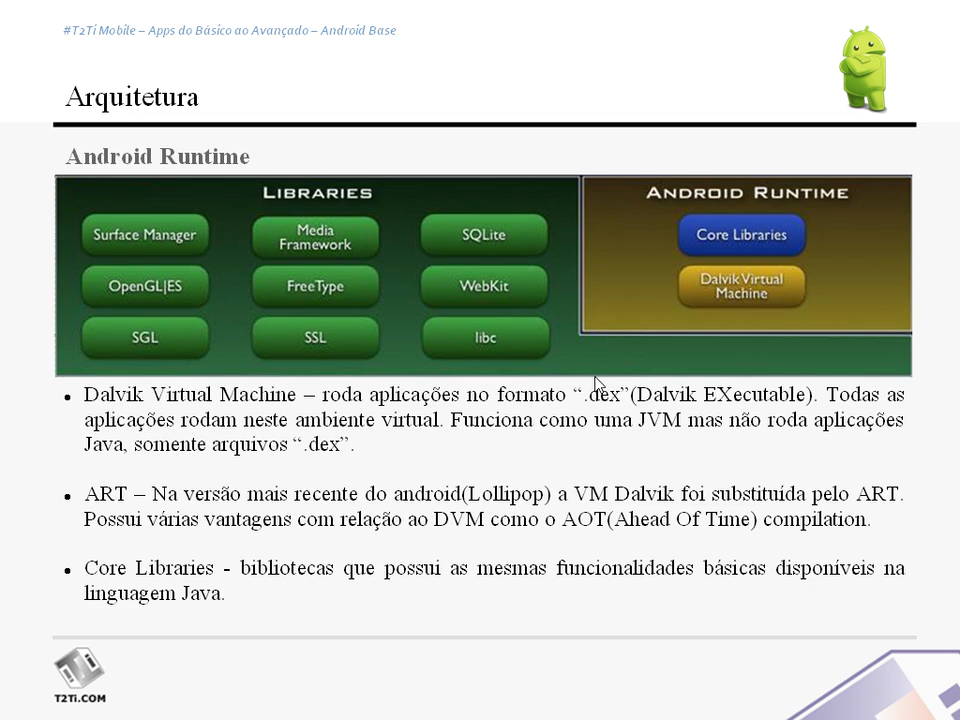 #T2Ti Mobile – Apps do Básico ao Avançado – Android Base
Arquitetura
Android Runtime
LIBRARIES
ANDROID RUNTIME
Surface Manager
Media
Framework
SQLite
Core Libraries
OpenGL|ES
FreeType
WebKit
Dalvik Virtual
Machine
SGL
SSL
libc
Dalvik Virtual Machine – roda aplicações no formato “.dex”(Dalvik EXecutable). Todas as
aplicações rodam neste ambiente virtual. Funciona como uma JVM mas não roda aplicações
Java, somente arquivos “.dex”.
ART – Na versão mais recente do android(Lollipop) a VM Dalvik foi substituída pelo ART.
Possui várias vantagens com relação ao DVM como o AOT(Ahead Of Time) compilation.
Core Libraries - bibliotecas que possui as mesmas funcionalidades básicas disponíveis na
linguagem Java.
T2Ti
T2Ti.COM